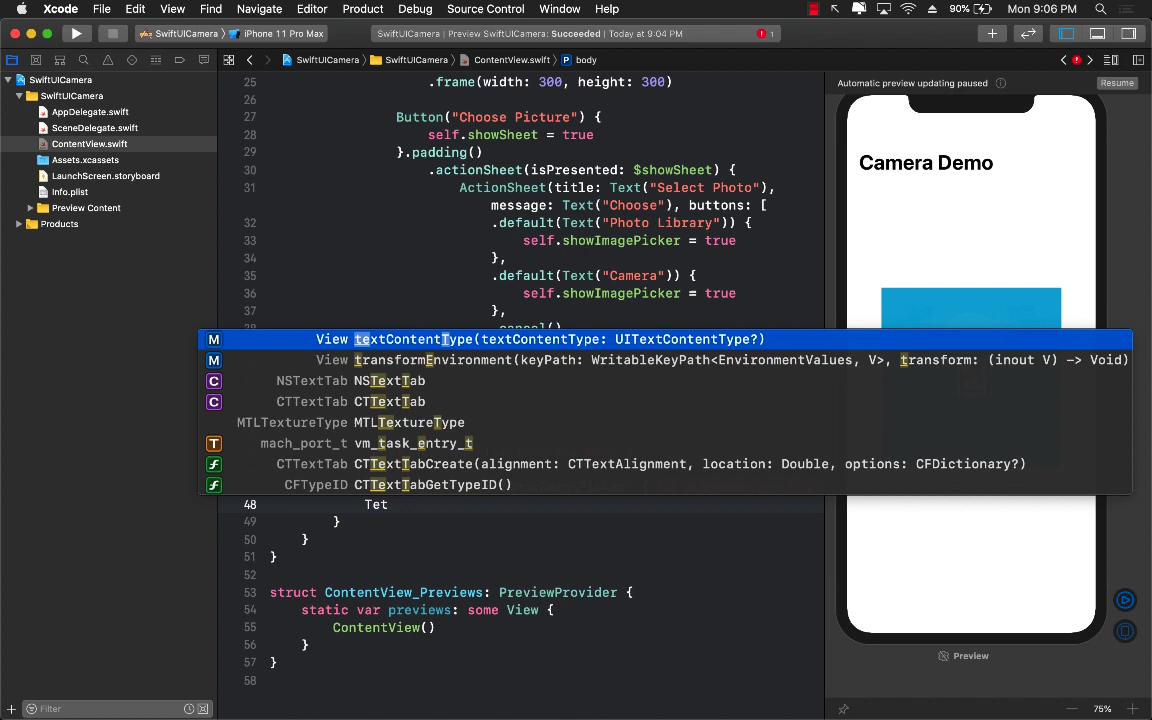 Xcode File Edit View Find Navigate Editor Product Debug Source Control Window Help 90% Mon 9:06 PM
SwiftUICamera iPhone 11 Pro Max SwiftUICamera | Preview SwiftUICamera: Succeeded | Today at 9:04 PM 1
SwiftUICamera SwiftUICamera ContentView.swift P body
SwiftUICamera
SwiftUICamera
AppDelegate.swift
SceneDelegate.swift
ContentView.swift
Assets.xcassets
LaunchScreen.storyboard
Info.plist
Preview Content
Products
Filter
25 .frame(width: 300, height: 300)
26
27 Button("Choose Picture") {
28 self.showSheet = true
29 }.padding()
30 .actionSheet(isPresented: $showSheet) {
31 ActionSheet(title: Text("Select Photo"),
message: Text("Choose"), buttons: [
32 .default(Text("Photo Library")) {
33 self.showImagePicker = true
34 },
35 .default(Text("Camera")) {
36 self.showImagePicker = true
37 },
M View textContentType(textContentType: UITextContentType?)
M View transformEnvironment(keyPath: WritableKeyPath<EnvironmentValues, V>, transform: (inout V) -> Void)
C NSTextTab NSTextTab
C CTTextTab CTTextTab
MTLTextureType MTLTextureType
T mach_port_t vm_task_entry_t
f CTTextTab CTTextTabCreate(alignment: CTTextAlignment, location: Double, options: CFDictionary?)
f CFTypeID CTTextTabGetTypeID()
48 Tet
49 }
50 }
51 }
52
53 struct ContentView_Previews: PreviewProvider {
54 static var previews: some View {
55 ContentView()
56 }
57 }
58
Automatic preview updating paused Resume
Camera Demo
Preview
75%